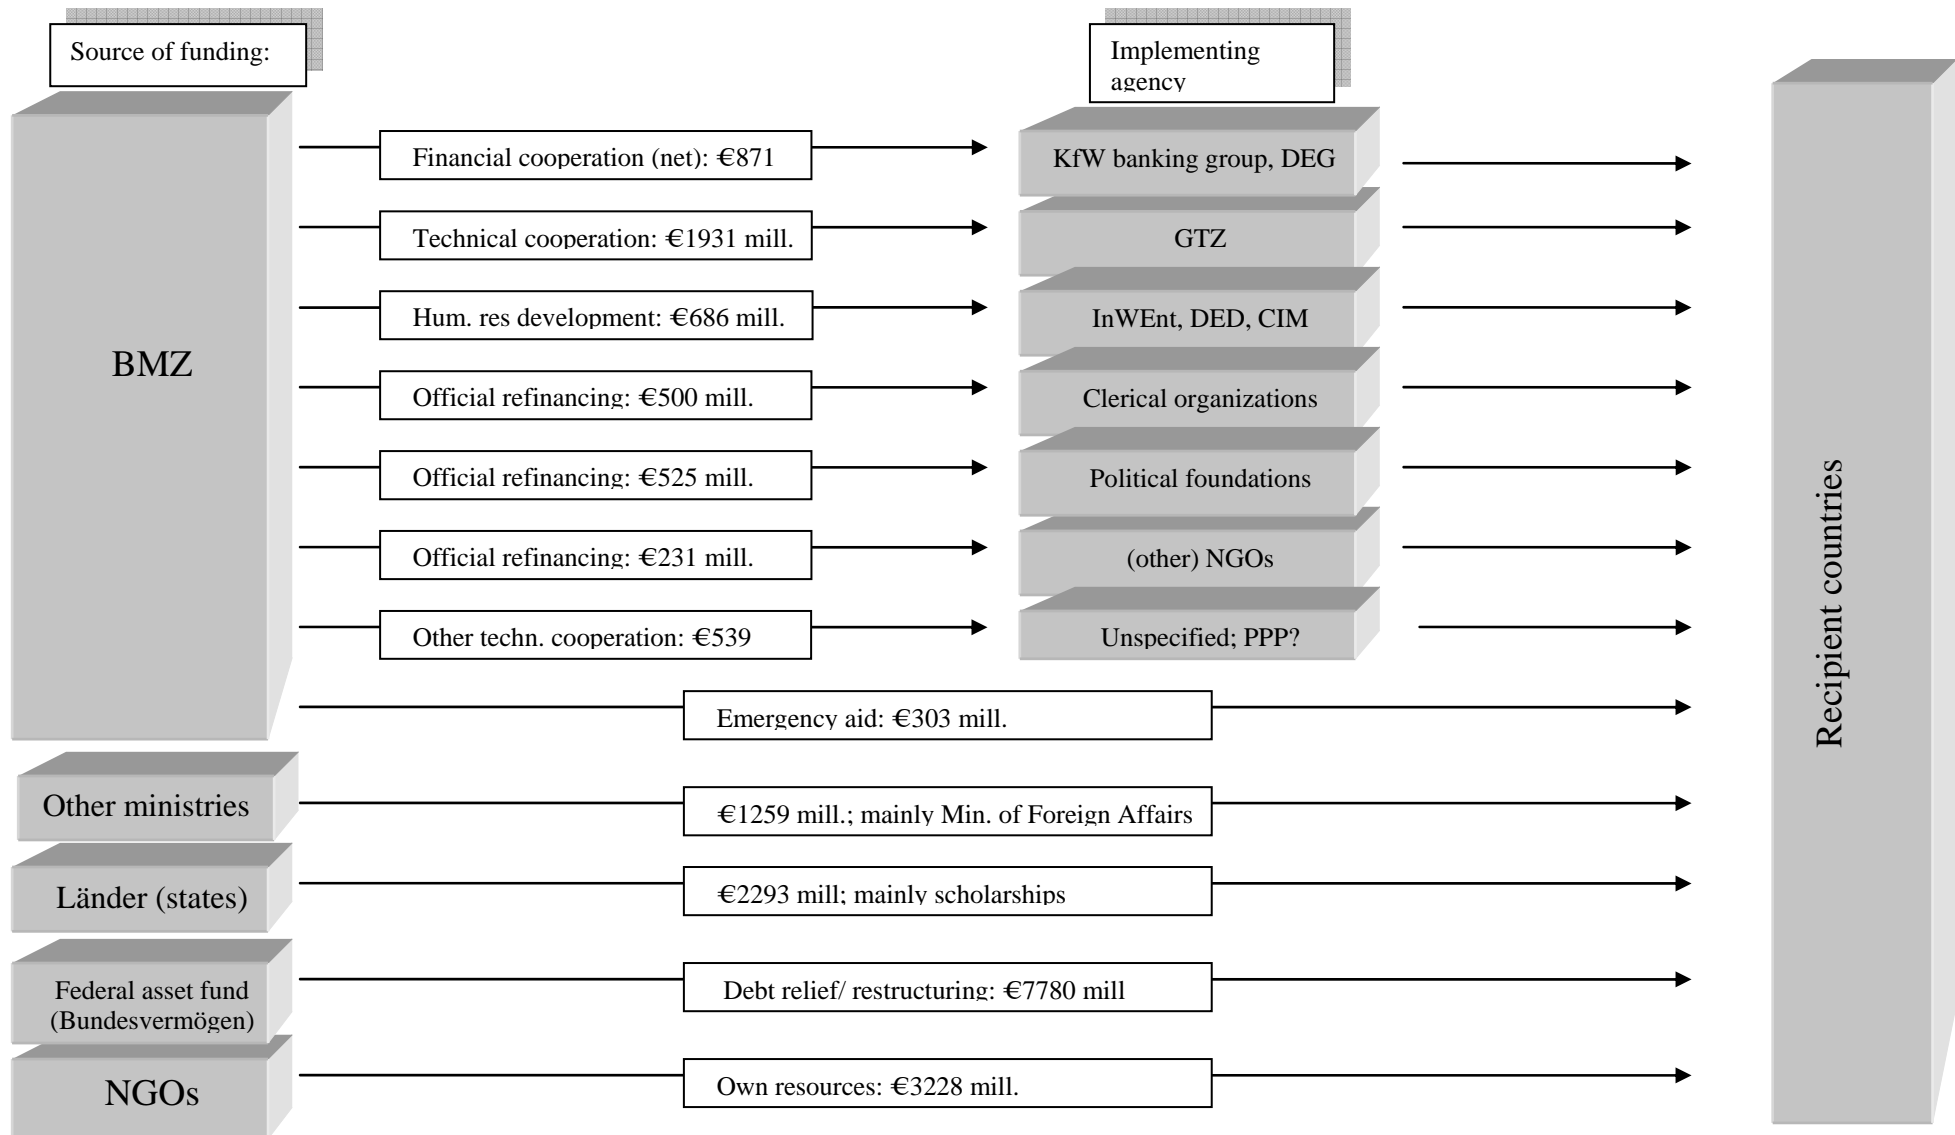 Source of funding:
Implementing
agency
BMZ
Financial cooperation (net): €871
KfW banking group, DEG
Technical cooperation: €1931 mill.
GTZ
Hum. res development: €686 mill.
InWEnt, DED, CIM
Official refinancing: €500 mill.
Clerical organizations
Official refinancing: €525 mill.
Political foundations
Official refinancing: €231 mill.
(other) NGOs
Other techn. cooperation: €539
Unspecified; PPP?
Emergency aid: €303 mill.
Other ministries
€1259 mill.; mainly Min. of Foreign Affairs
Länder (states)
€2293 mill; mainly scholarships
Federal asset fund
(Bundesvermögen)
Debt relief/ restructuring: €7780 mill
NGOs
Own resources: €3228 mill.
Recipient countries